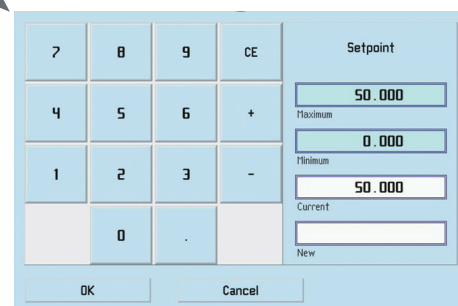 7 8 9 CE
4 5 6 +
1 2 3 -
0 .
Setpoint
50.000
Maximum
0.000
Minimum
50.000
Current
New
OK Cancel